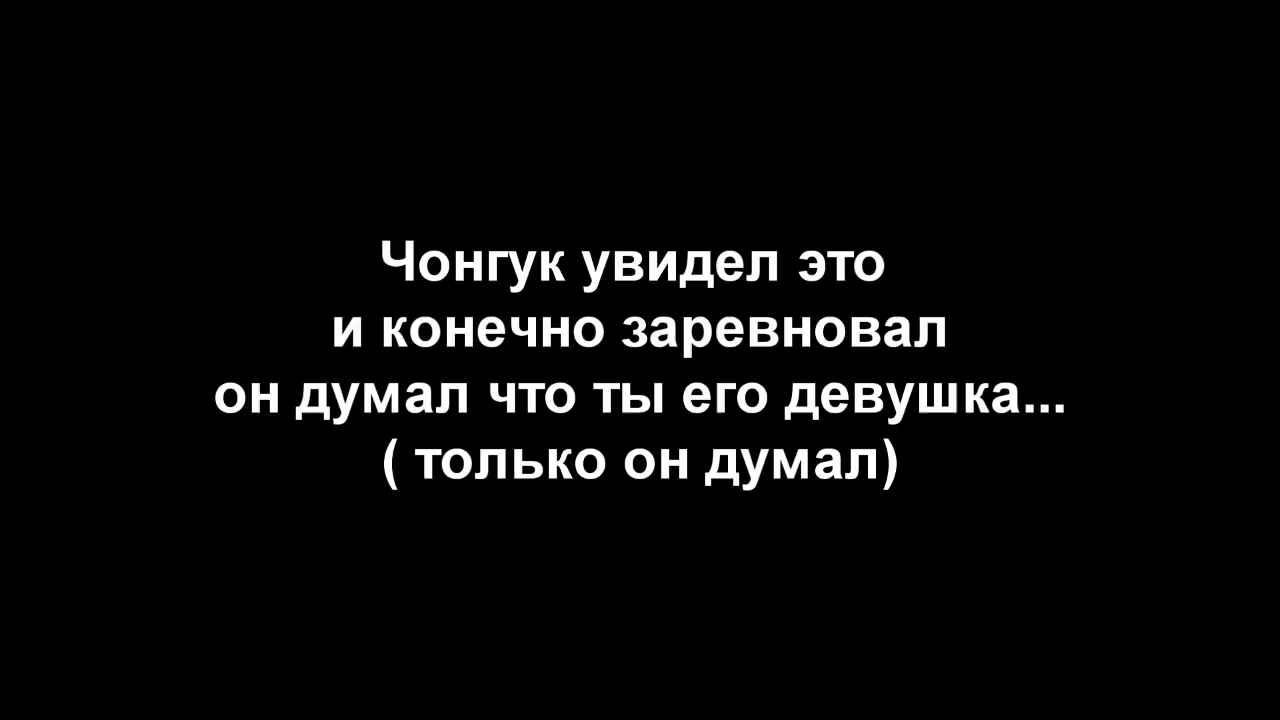 Чонгук увидел это
и конечно заревновал
он думал что ты его девушка...
( только он думал)